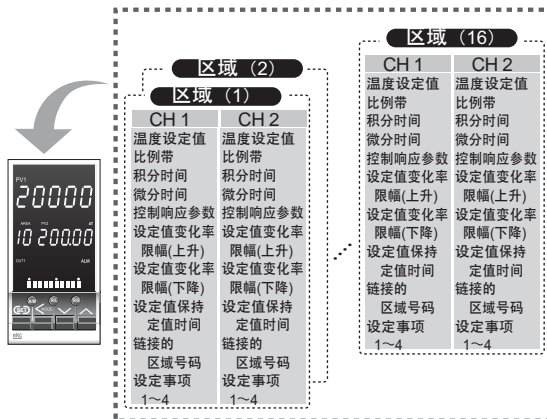 区域（2）
区域（1）
CH 1 CH 2
温度设定值 温度设定值
比例带 比例带
积分时间 积分时间
微分时间 微分时间
控制响应参数 控制响应参数
设定值变化率 设定值变化率
限幅(上升) 限幅(上升)
设定值变化率 设定值变化率
限幅(下降) 限幅(下降)
设定值保持 设定值保持
定值时间 定值时间
链接的 链接的
区域号码 区域号码
设定事项 设定事项
1～4 1～4
区域（16）
CH 1 CH 2
温度设定值 温度设定值
比例带 比例带
积分时间 积分时间
微分时间 微分时间
控制响应参数 控制响应参数
设定值变化率 设定值变化率
限幅(上升) 限幅(上升)
设定值变化率 设定值变化率
限幅(下降) 限幅(下降)
设定值保持 设定值保持
定值时间 定值时间
链接的 链接的
区域号码 区域号码
设定事项 设定事项
1～4 1～4
PV1
20000
AREA AT
10 200.00
OUT1 ALM